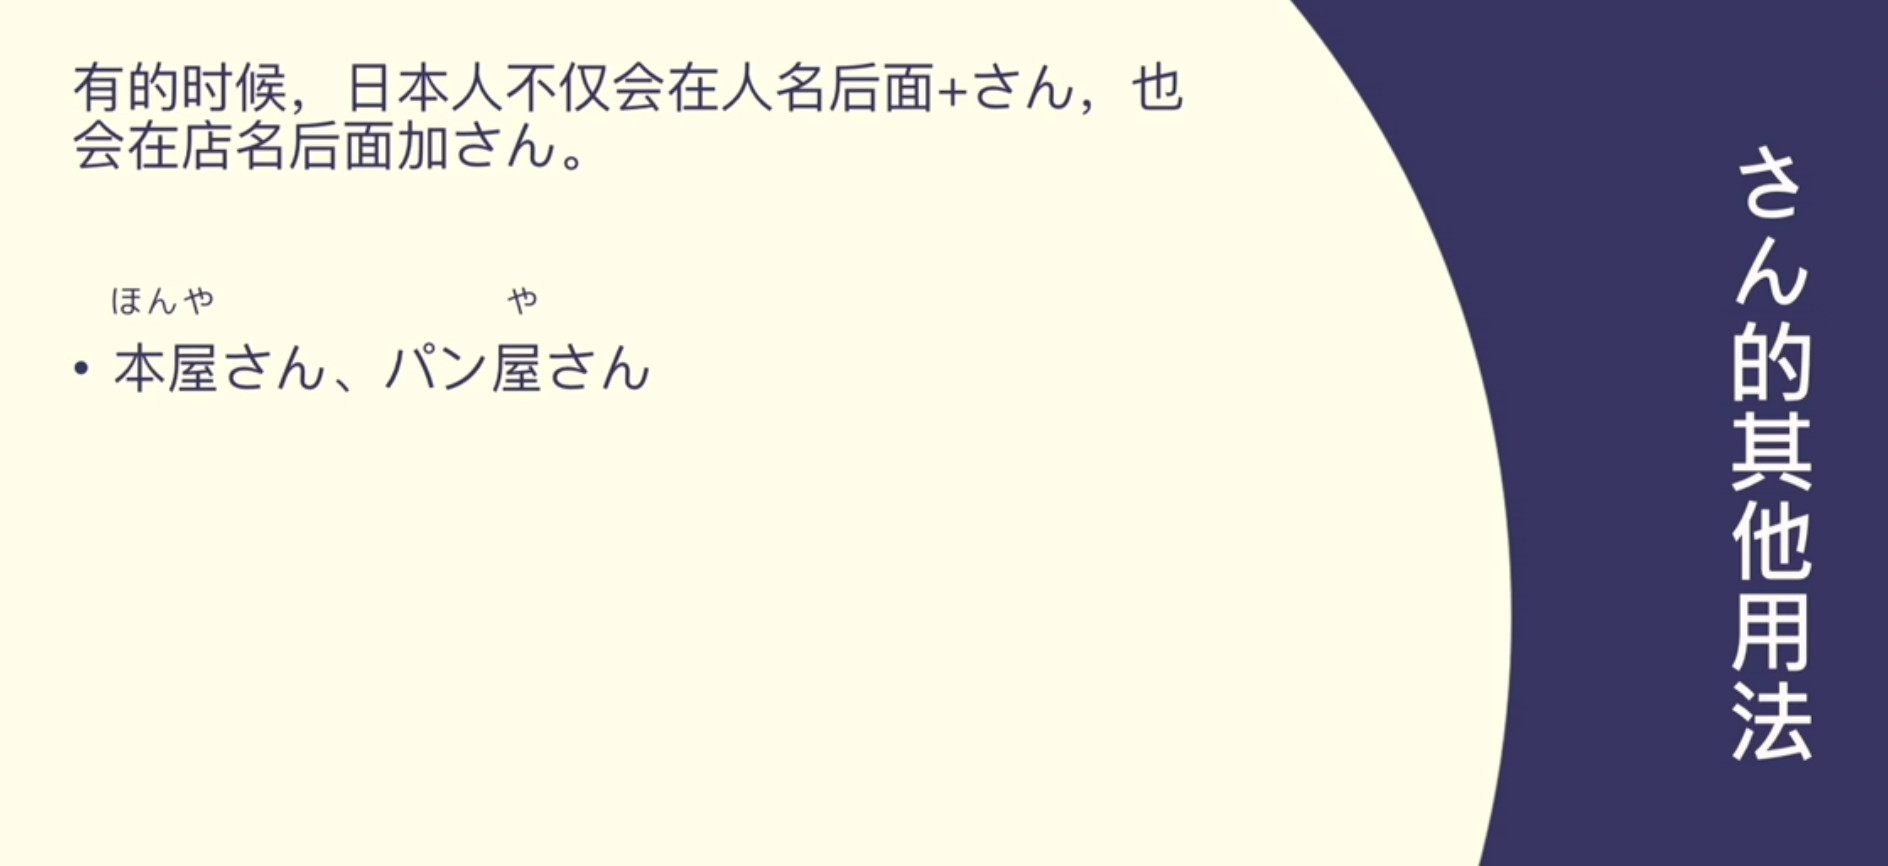 有的时候，日本人不仅会在人名后面+さん，也
会在店名后面加さん。
ほんや　　　や
• 本屋さん、パン屋さん
さん的其他用法